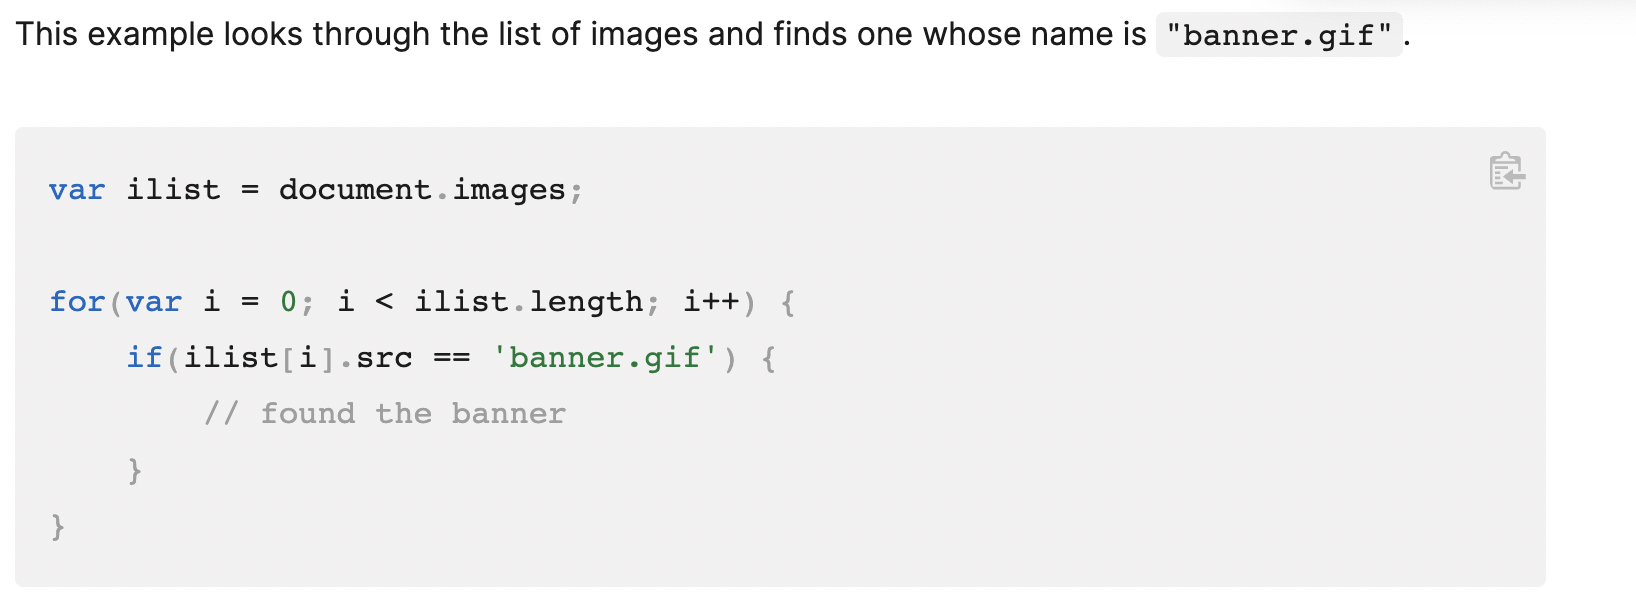 This example looks through the list of images and finds one whose name is "banner.gif".
var ilist = document.images;
for(var i = 0; i < ilist.length; i++) {
if(ilist[i].src == 'banner.gif') {
// found the banner
}
}